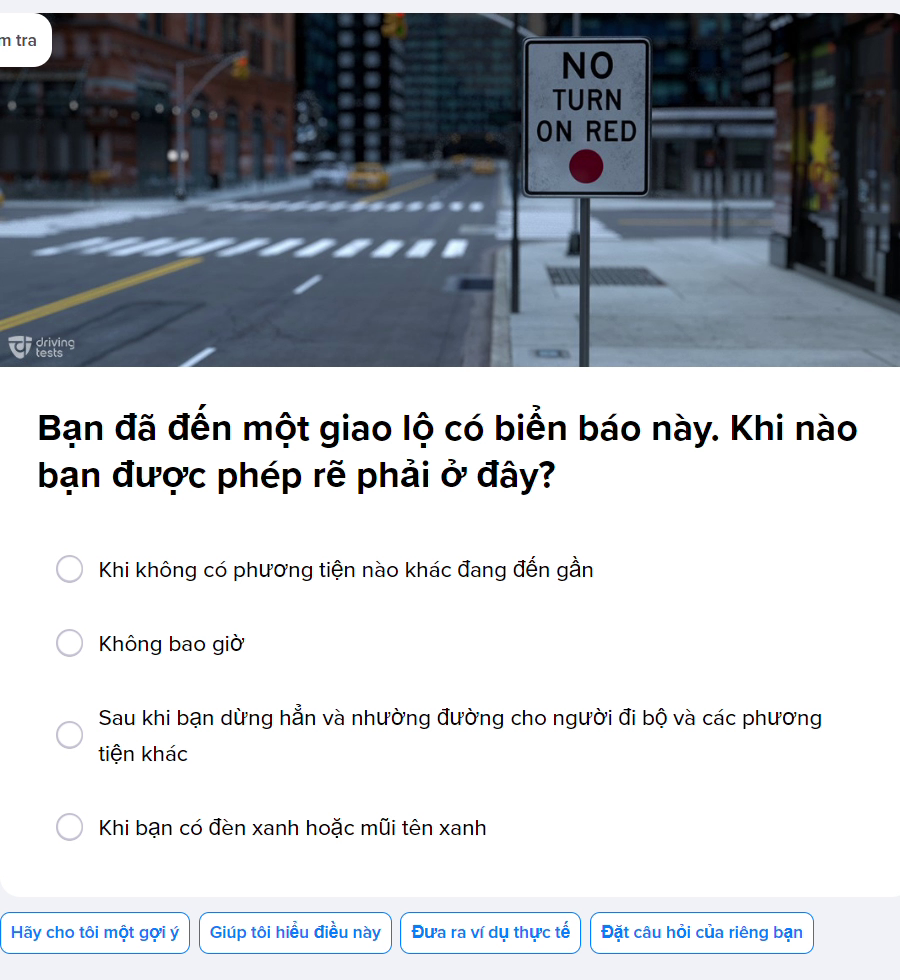 m tra
NO
TURN
ON RED
driving
tests
Bạn đã đến một giao lộ có biển báo này. Khi nào
bạn được phép rẽ phải ở đây?
Khi không có phương tiện nào khác đang đến gần
Không bao giờ
Sau khi bạn dừng hẳn và nhường đường cho người đi bộ và các phương
tiện khác
Khi bạn có đèn xanh hoặc mũi tên xanh
Hãy cho tôi một gợi ý
Giúp tôi hiểu điều này
Đưa ra ví dụ thực tế
Đặt câu hỏi của riêng bạn